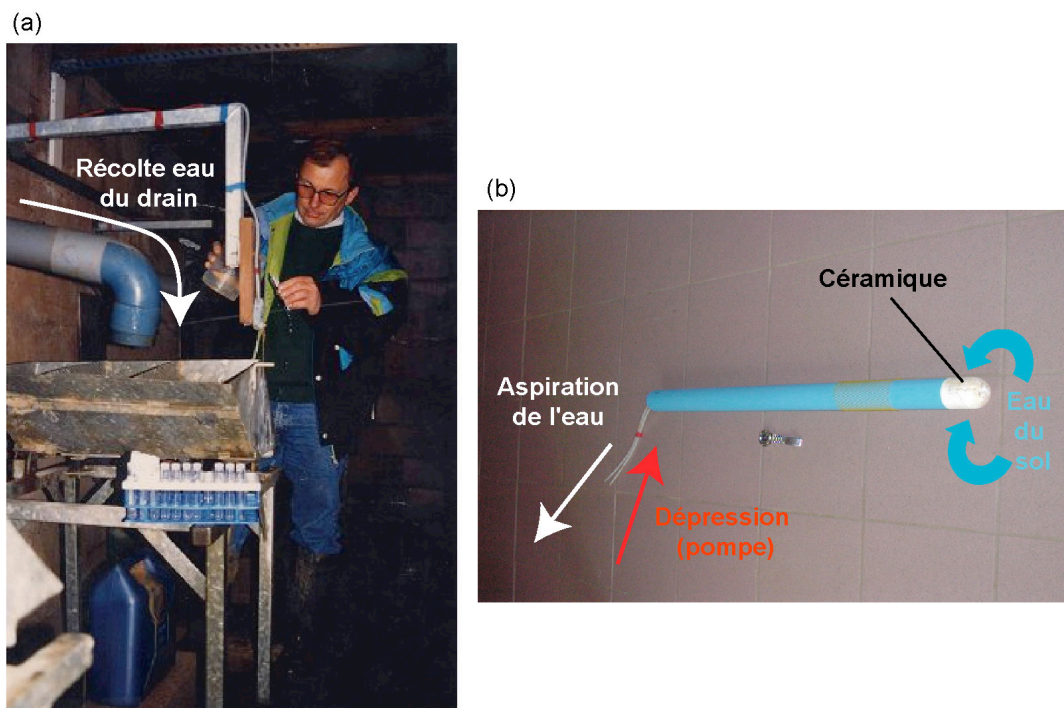 (a)
Récolte eau
du drain
(b)
Céramique
Aspiration
de l'eau
Eau
du
sol
Dépression
(pompe)